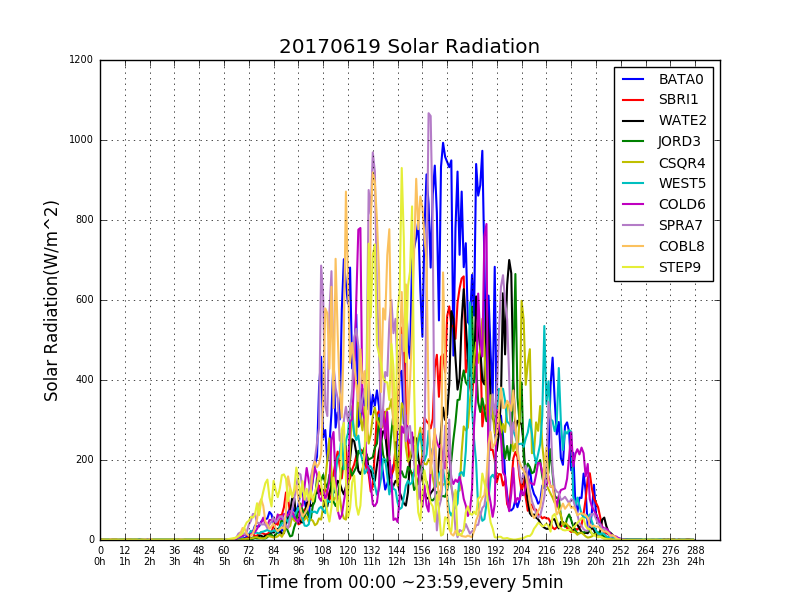 20170619 Solar Radiation
1200
1000
800
600
400
200
0
Solar Radiation(W/m^2)
BATA0
SBRI1
WATE2
JORD3
CSQR4
WEST5
COLD6
SPRA7
COBL8
STEP9
0 12 24 36 48 60 72 84 96 108 120 132 144 156 168 180 192 204 216 228 240 252 264 276 288
0h 1h 2h 3h 4h 5h 6h 7h 8h 9h 10h 11h 12h 13h 14h 15h 16h 17h 18h 19h 20h 21h 22h 23h 24h
Time from 00:00 ~23:59,every 5min